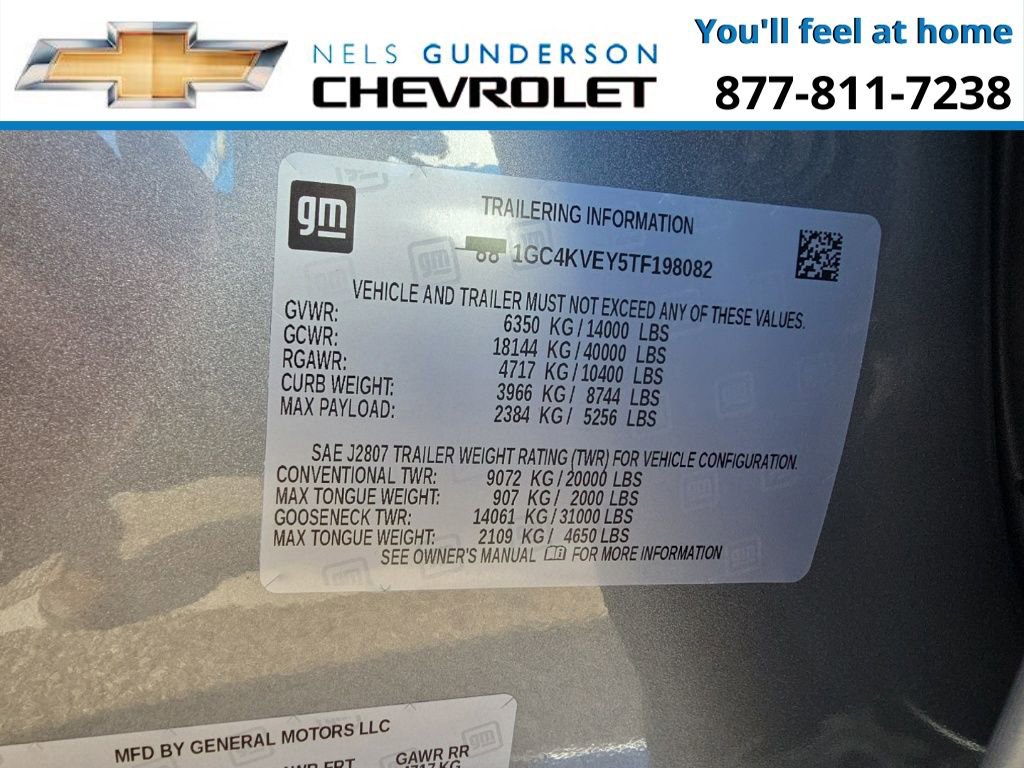 You'll feel at home
NELS GUNDERSON
CHEVROLET
877-811-7238
gm
TRAILERING INFORMATION
1GC4KVEY5TF198082
VEHICLE AND TRAILER MUST NOT EXCEED ANY OF THESE VALUES.
GVWR: 6350 KG/14000 LBS
GCWR: 18144 KG/40000 LBS
RGAWR: 4717 KG/10400 LBS
CURB WEIGHT: 3966 KG/ 8744 LBS
MAX PAYLOAD: 2384 KG/ 5256 LBS
SAE J2807 TRAILER WEIGHT RATING (TWR) FOR VEHICLE CONFIGURATION.
CONVENTIONAL TWR: 9072 KG/20000 LBS
MAX TONGUE WEIGHT: 907 KG/ 2000 LBS
GOOSENECK TWR: 14061 KG/31000 LBS
MAX TONGUE WEIGHT: 2109 KG/ 4650 LBS
SEE OWNER'S MANUAL FOR MORE INFORMATION
MFD BY GENERAL MOTORS LLC
FRT GAWR RR